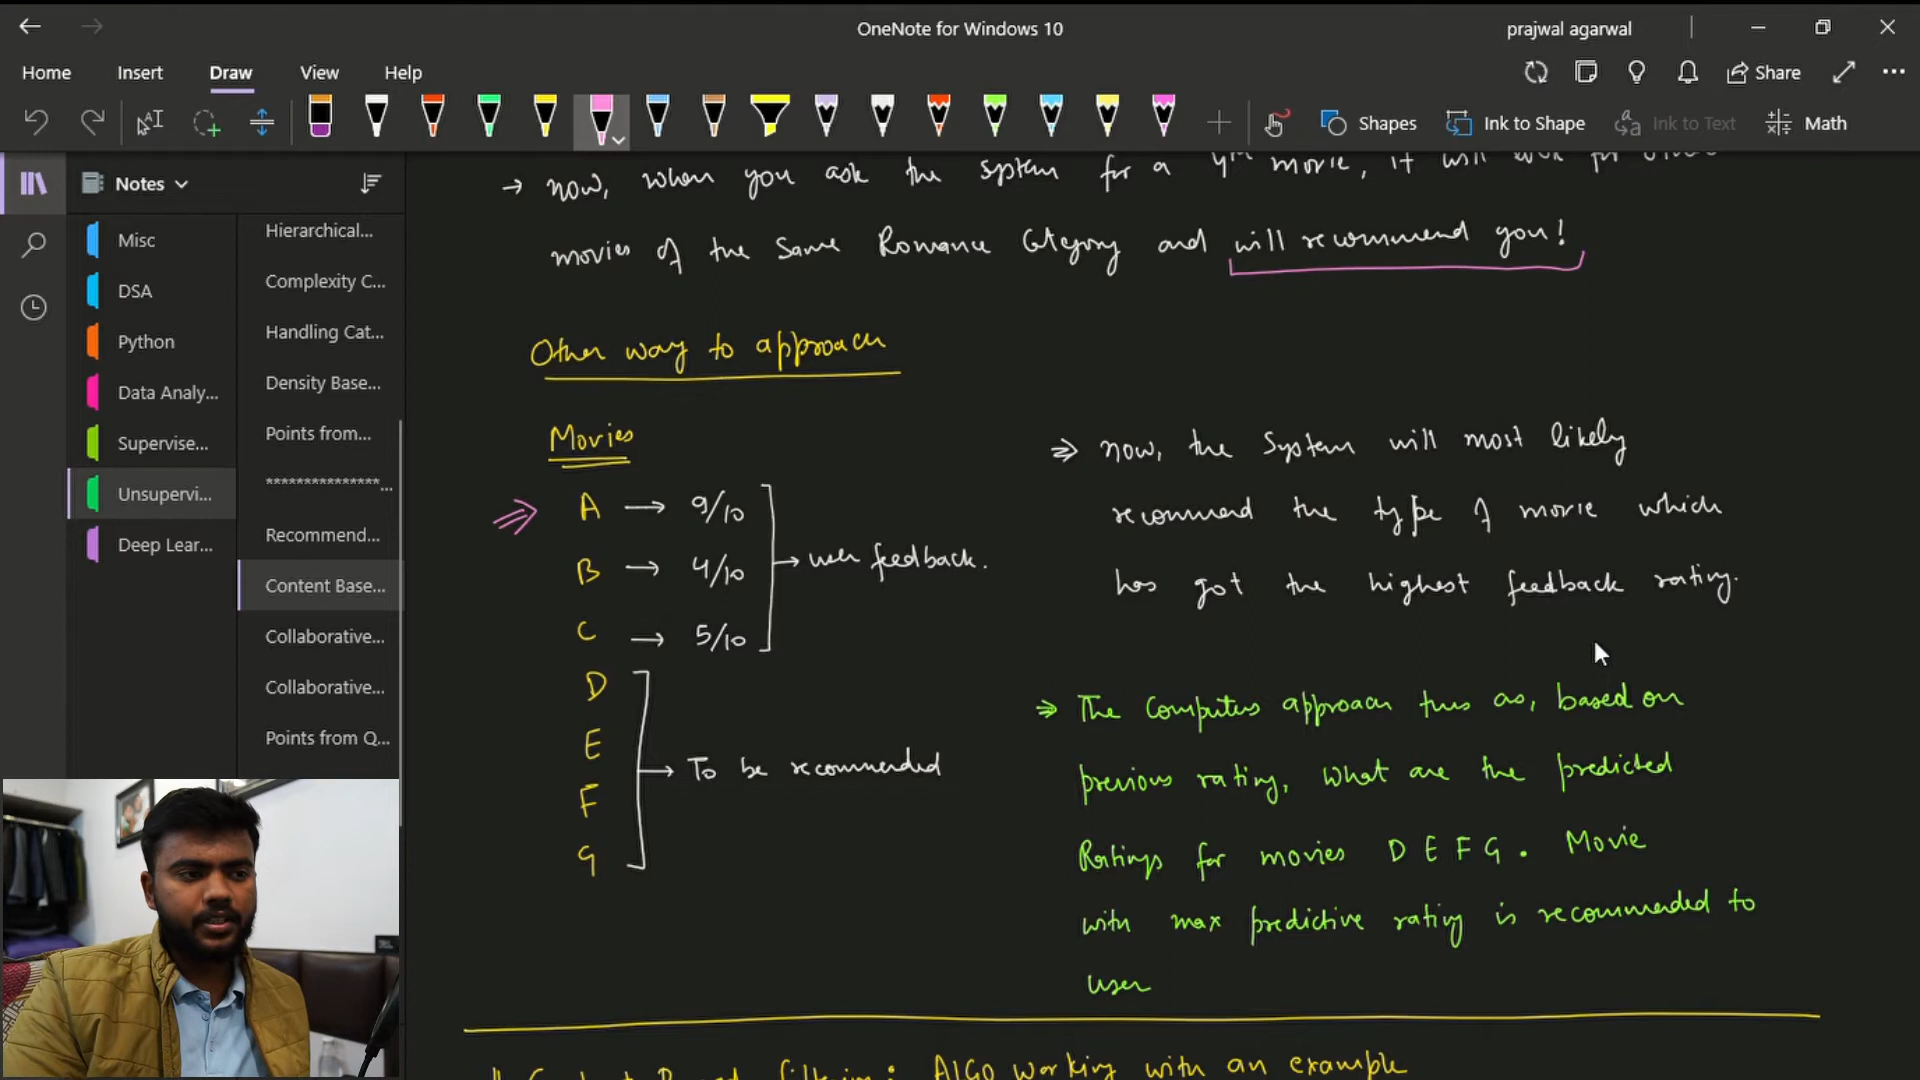 OneNote for Windows 10
prajwal agarwal
Home Insert Draw View Help
Share
Shapes Ink to Shape Ink to Text Math
Notes
Misc
DSA
Python
Data Analy...
Supervise...
Unsupervi...
Deep Lear...
Hierarchical...
Complexity C...
Handling Cat...
Density Base...
Points from...
***************...
Recommend...
Content Base...
Collaborative...
Collaborative...
Points from Q...
→ now, when you ask the system for a 4th movie, it will look for
movies of the same Romance Category and will recommend you!
Other way to approach
Movies
A → 9/10
B → 4/10
C → 5/10
→ user feedback.
D
E
F
G
→ To be recommended
⇒ now, the system will most likely
recommend the type of movie which
has got the highest feedback rating.
⇒ The computers approach this as, based on
previous rating, what are the predicted
Ratings for movies D E F G. Movie
with max predictive rating is recommended to
user
Filtering: Algo working with an example